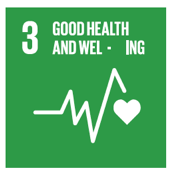 3 GOOD HEALTH
AND WEL - ING